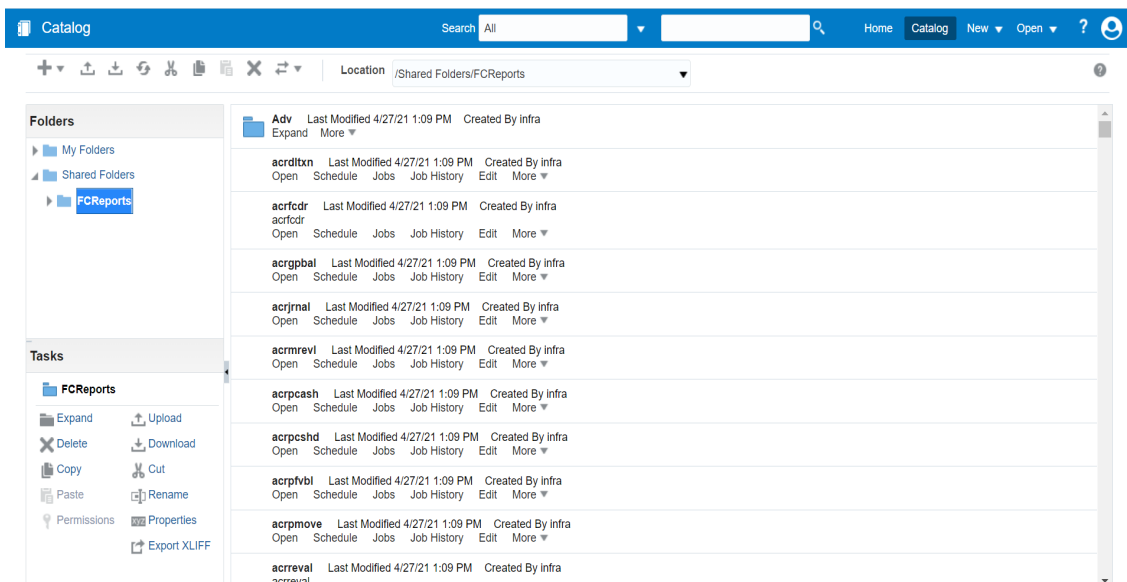 Catalog
Search All
Home Catalog New Open ?
Location /Shared Folders/FCReports
Folders
My Folders
Shared Folders
FCReports
Tasks
FCReports
Expand Upload
Delete Download
Copy Cut
Paste Rename
Permissions Properties
Export XLIFF
Adv Last Modified 4/27/21 1:09 PM Created By infra
Expand More
acrdltxn Last Modified 4/27/21 1:09 PM Created By infra
Open Schedule Jobs Job History Edit More
acrfcdr Last Modified 4/27/21 1:09 PM Created By infra
acrfcdr
Open Schedule Jobs Job History Edit More
acrgpbal Last Modified 4/27/21 1:09 PM Created By infra
Open Schedule Jobs Job History Edit More
acrjrnal Last Modified 4/27/21 1:09 PM Created By infra
Open Schedule Jobs Job History Edit More
acrmrevl Last Modified 4/27/21 1:09 PM Created By infra
Open Schedule Jobs Job History Edit More
acrpcash Last Modified 4/27/21 1:09 PM Created By infra
Open Schedule Jobs Job History Edit More
acrpcshd Last Modified 4/27/21 1:09 PM Created By infra
Open Schedule Jobs Job History Edit More
acrpfvbl Last Modified 4/27/21 1:09 PM Created By infra
Open Schedule Jobs Job History Edit More
acrpmove Last Modified 4/27/21 1:09 PM Created By infra
Open Schedule Jobs Job History Edit More
acrreval Last Modified 4/27/21 1:09 PM Created By infra
acrreval